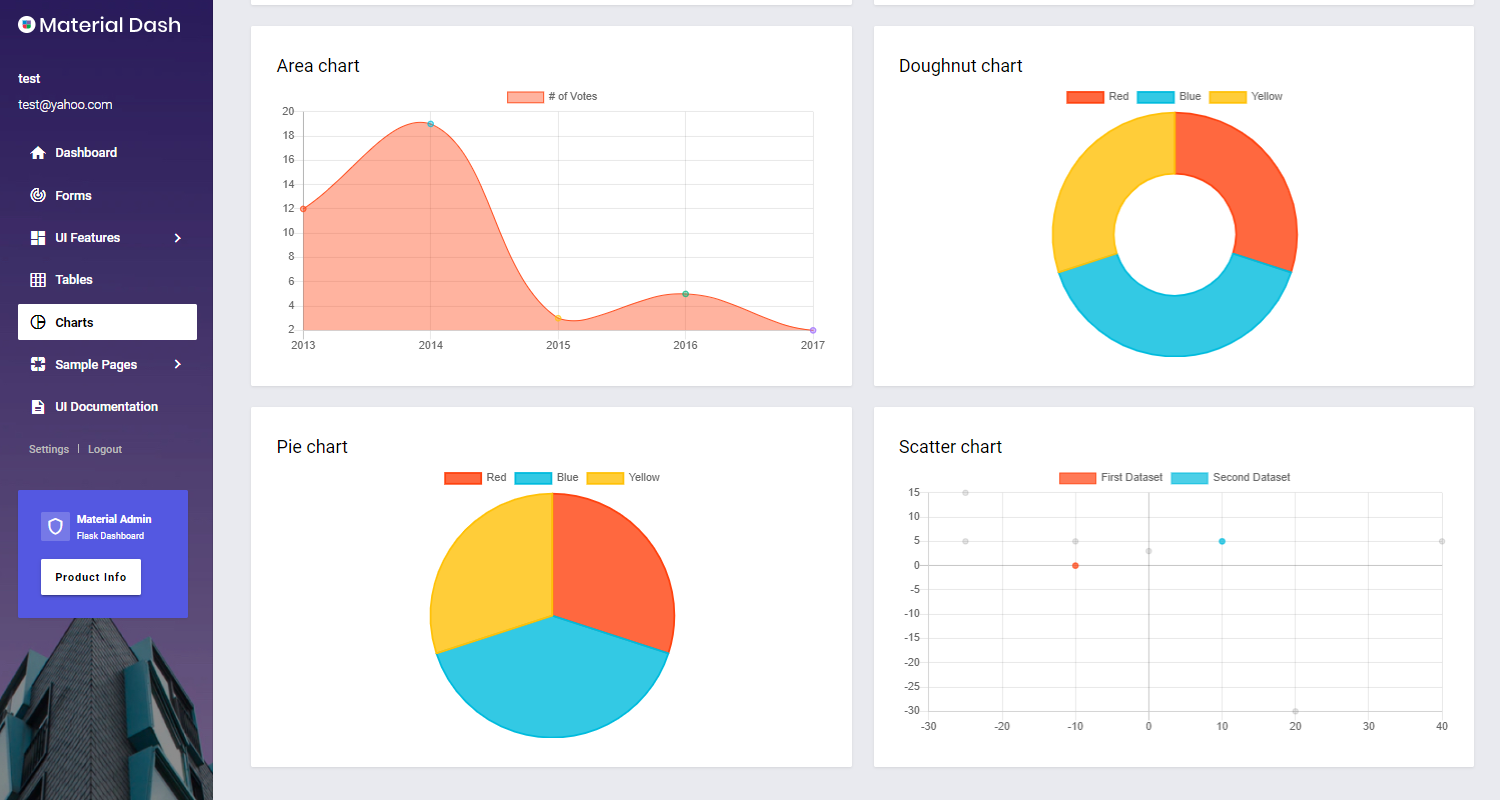 Material Dash
test
test@yahoo.com
Dashboard
Forms
UI Features
Tables
Charts
Sample Pages
UI Documentation
Settings | Logout
Material Admin
Flask Dashboard
Product Info
Area chart
# of Votes
20
18
16
14
12
10
8
6
4
2
2013 2014 2015 2016 2017
Doughnut chart
Red Blue Yellow
Pie chart
Red Blue Yellow
Scatter chart
First Dataset Second Dataset
15
10
5
0
-5
-10
-15
-20
-25
-30
-30 -20 -10 0 10 20 30 40